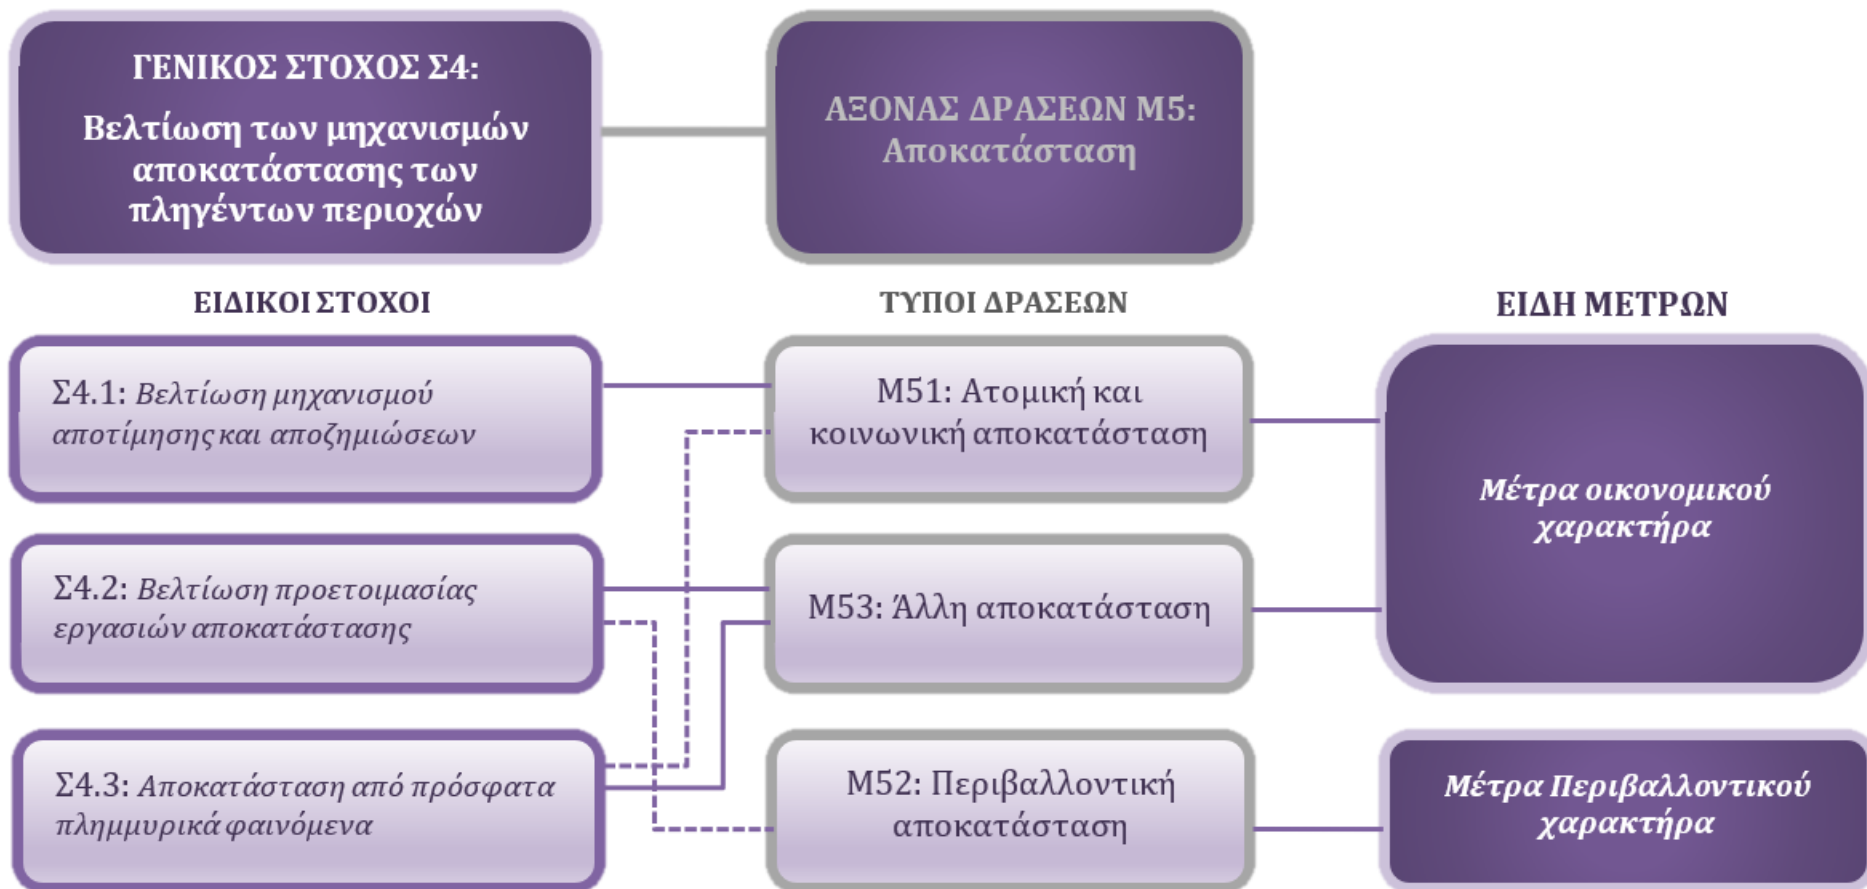 ΓΕΝΙΚΟΣ ΣΤΟΧΟΣ Σ4:
Βελτίωση των μηχανισμών
αποκατάστασης των
πληγέντων περιοχών
ΑΞΟΝΑΣ ΔΡΑΣΕΩΝ Μ5:
Αποκατάσταση
ΕΙΔΙΚΟΙ ΣΤΟΧΟΙ
ΤΥΠΟΙ ΔΡΑΣΕΩΝ
ΕΙΔΗ ΜΕΤΡΩΝ
Σ4.1: Βελτίωση μηχανισμού
αποτίμησης και αποζημιώσεων
Μ51: Ατομική και
κοινωνική αποκατάσταση
Μέτρα οικονομικού
χαρακτήρα
Σ4.2: Βελτίωση προετοιμασίας
εργασιών αποκατάστασης
Μ53: Άλλη αποκατάσταση
Σ4.3: Αποκατάσταση από πρόσφατα
πλημμυρικά φαινόμενα
Μ52: Περιβαλλοντική
αποκατάσταση
Μέτρα Περιβαλλοντικού
χαρακτήρα